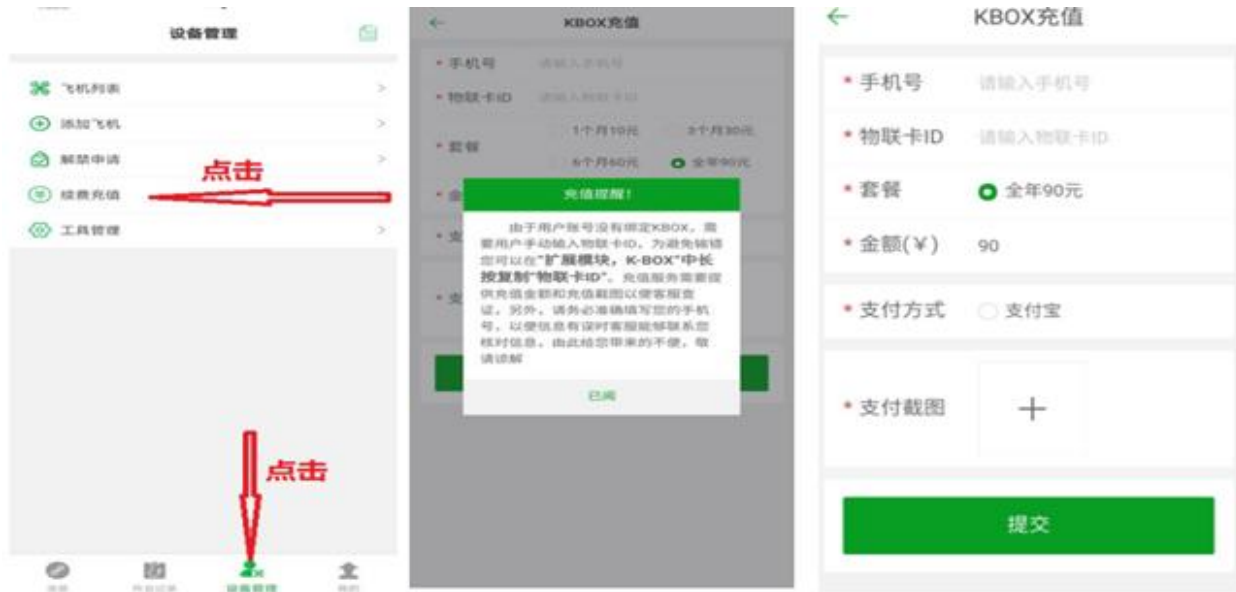 设备管理
飞机列表
添加飞机
解禁申请
续费充值
工具管理
点击
点击
设备管理
KBOX充值
* 手机号 请输入手机号
* 物联卡ID 请输入物联卡ID
* 套餐
1个月10元 3个月30元
6个月60元 全年90元
充值提醒!
由于用户账号没有绑定KBOX,需
要用户手动输入物联卡ID,为避免输错
您可以在"扩展模块,K-BOX"中长
按复制"物联卡ID"。充值服务需要提
供充值金额和充值截图以便客服查
证,另外,请务必准确填写您的手机
号,以便信息有误时客服能够联系您
核对信息,由此给您带来的不便,敬
请谅解
已阅
KBOX充值
* 手机号 请输入手机号
* 物联卡ID 请输入物联卡ID
* 套餐 全年90元
* 金额(¥) 90
* 支付方式 支付宝
* 支付截图
提交